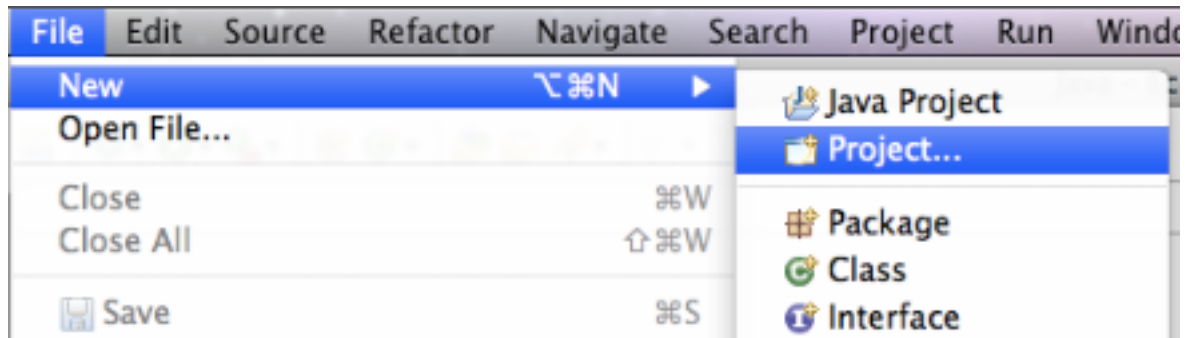 File Edit Source Refactor Navigate Search Project Run
New ⌥⌘N ▶
Open File...
Close ⌘W
Close All ⇧⌘W
Save ⌘S
Java Project
Project...
Package
Class
Interface